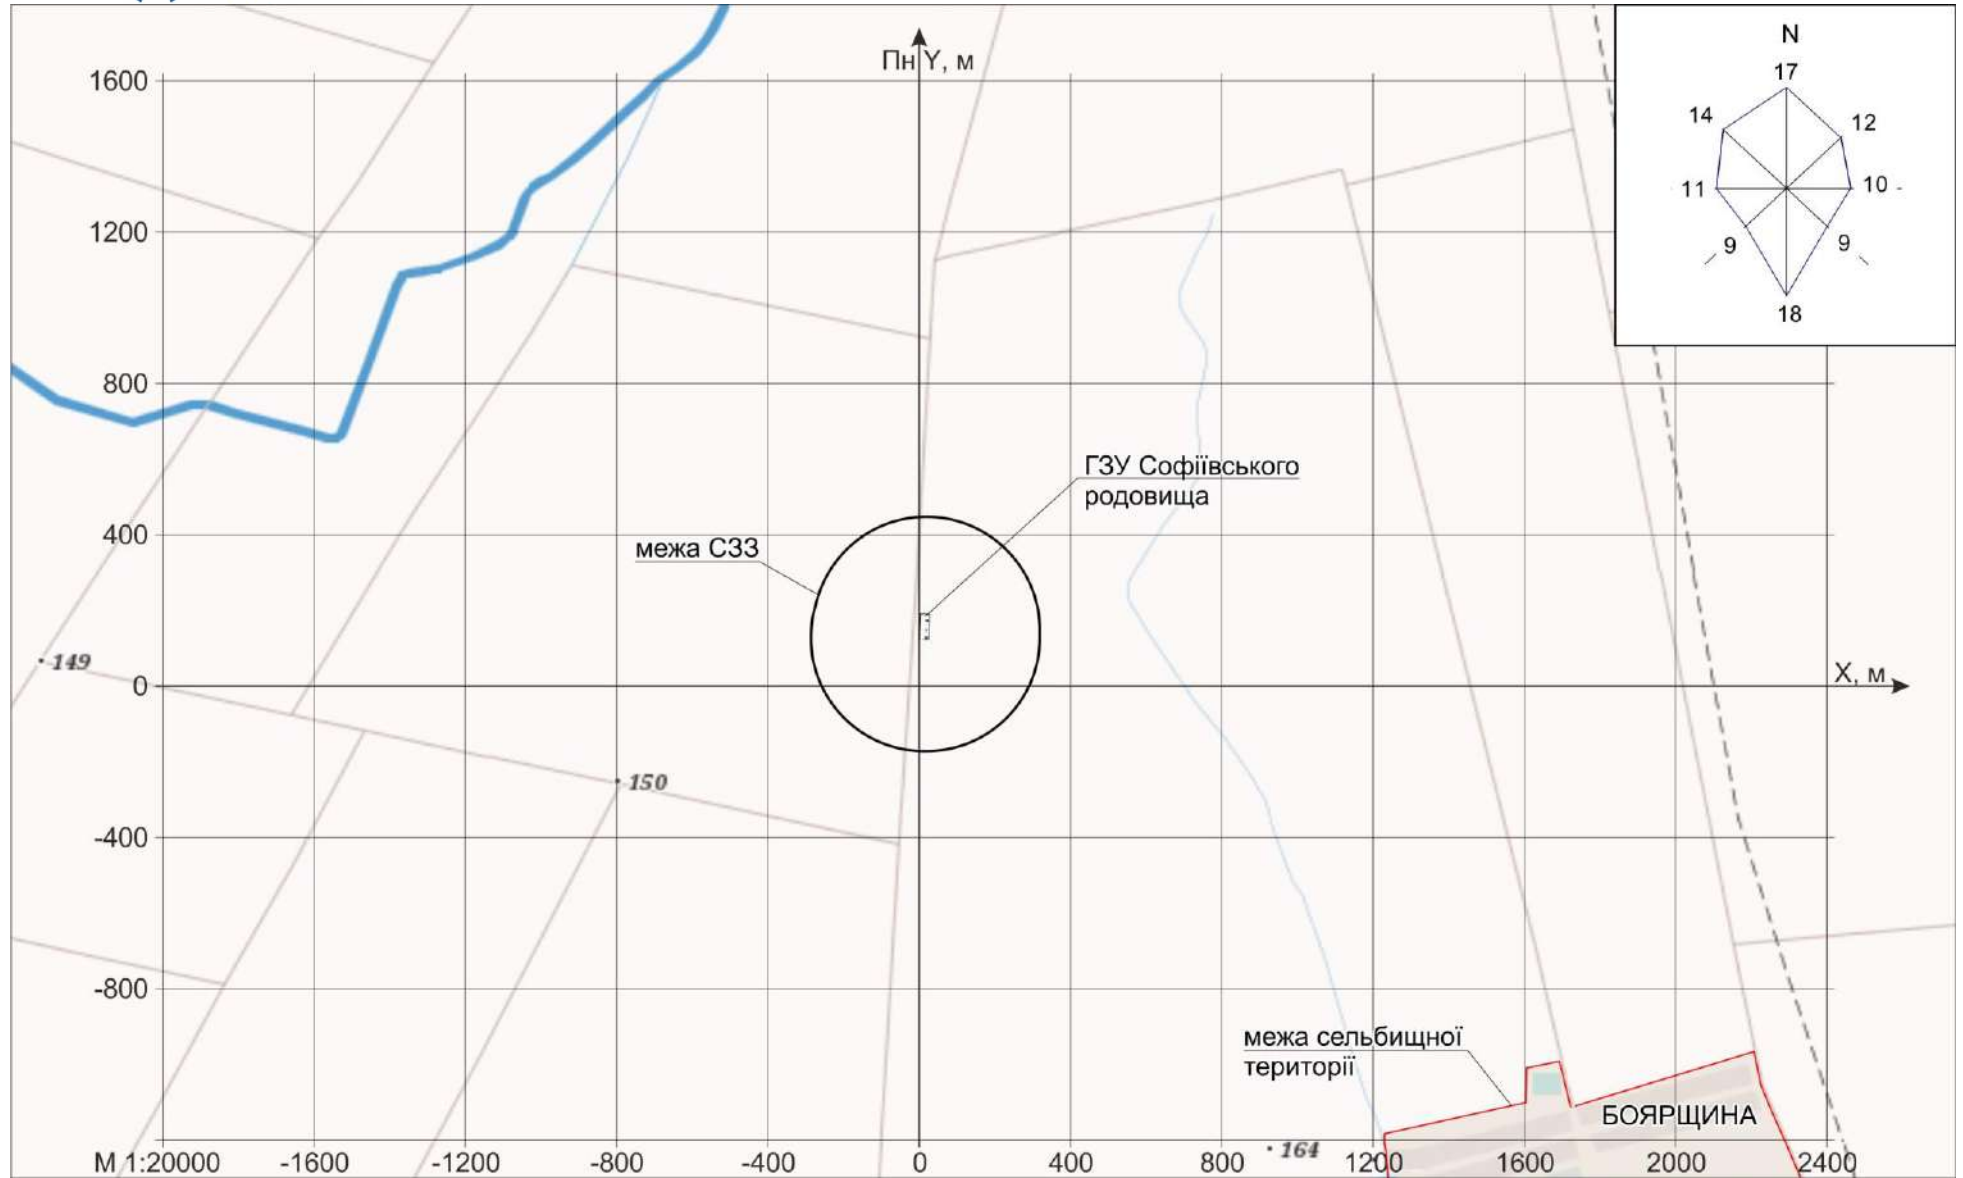 Пн Y, м
1600
1200
800
400
0
-400
-800
N
17
14
12
11
10
9
9
18
ГЗУ Софіївського
родовища
межа СЗЗ
149
150
X, м
межа сельбищної
території
БОЯРЩИНА
164
М 1:20000 -1600 -1200 -800 -400 0 400 800 1200 1600 2000 2400